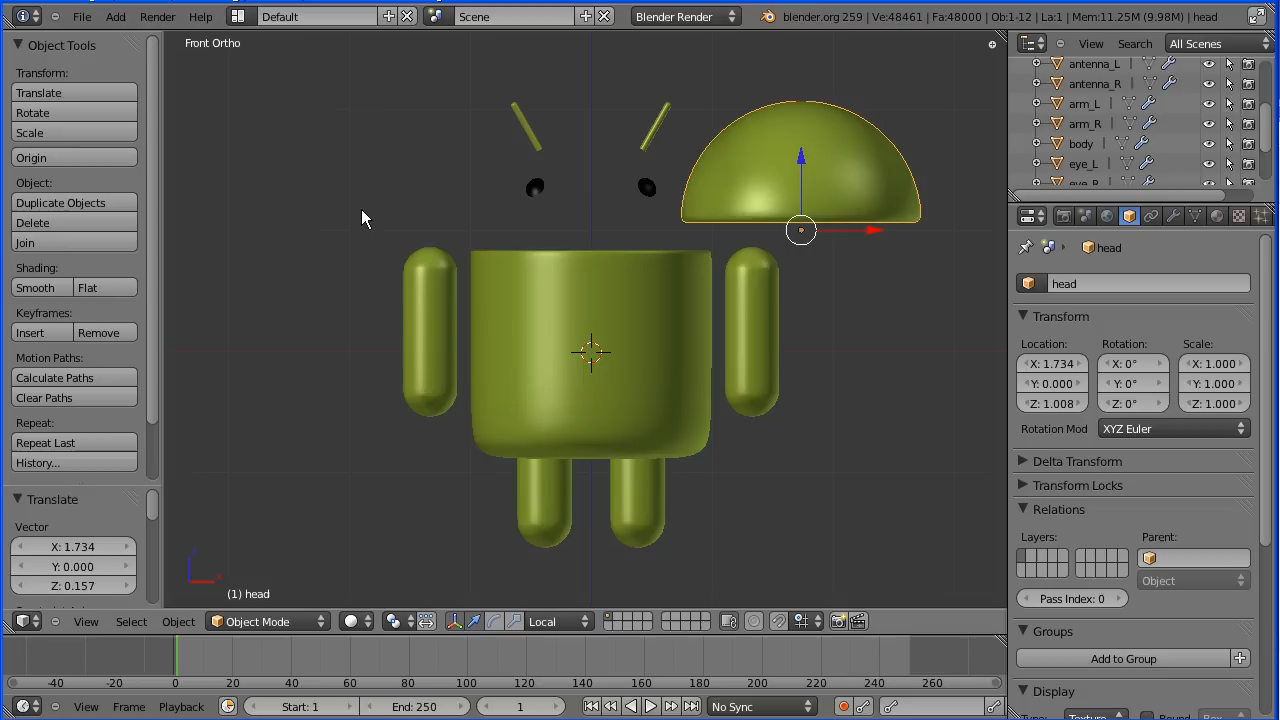 File Add Render Help Default Scene Blender Render blender.org 259 | Ve:48461 | Fa:48000 | Ob:1-12 | La:1 | Mem:11.25M (9.98M) | head
Object Tools
Transform:
Translate
Rotate
Scale
Origin
Object:
Duplicate Objects
Delete
Join
Shading:
Smooth Flat
Keyframes:
Insert Remove
Motion Paths:
Calculate Paths
Clear Paths
Repeat:
Repeat Last
History...
Translate
Vector
X: 1.734
Y: 0.000
Z: 0.157
Front Ortho
(1) head
View Select Object Object Mode Local
-40 -20 0 20 40 60 80 100 120 140 160 180 200 220 240 260
View Frame Playback Start: 1 End: 250 1 No Sync
View Search All Scenes
antenna_L
antenna_R
arm_L
arm_R
body
eye_L
eye_R
head
head
Transform
Location: Rotation: Scale:
X: 1.734 X: 0° X: 1.000
Y: 0.000 Y: 0° Y: 1.000
Z: 1.008 Z: 0° Z: 1.000
Rotation Mod XYZ Euler
Delta Transform
Transform Locks
Relations
Layers: Parent:
Object
Pass Index: 0
Groups
Add to Group
Display
Type: Texture Bound Box